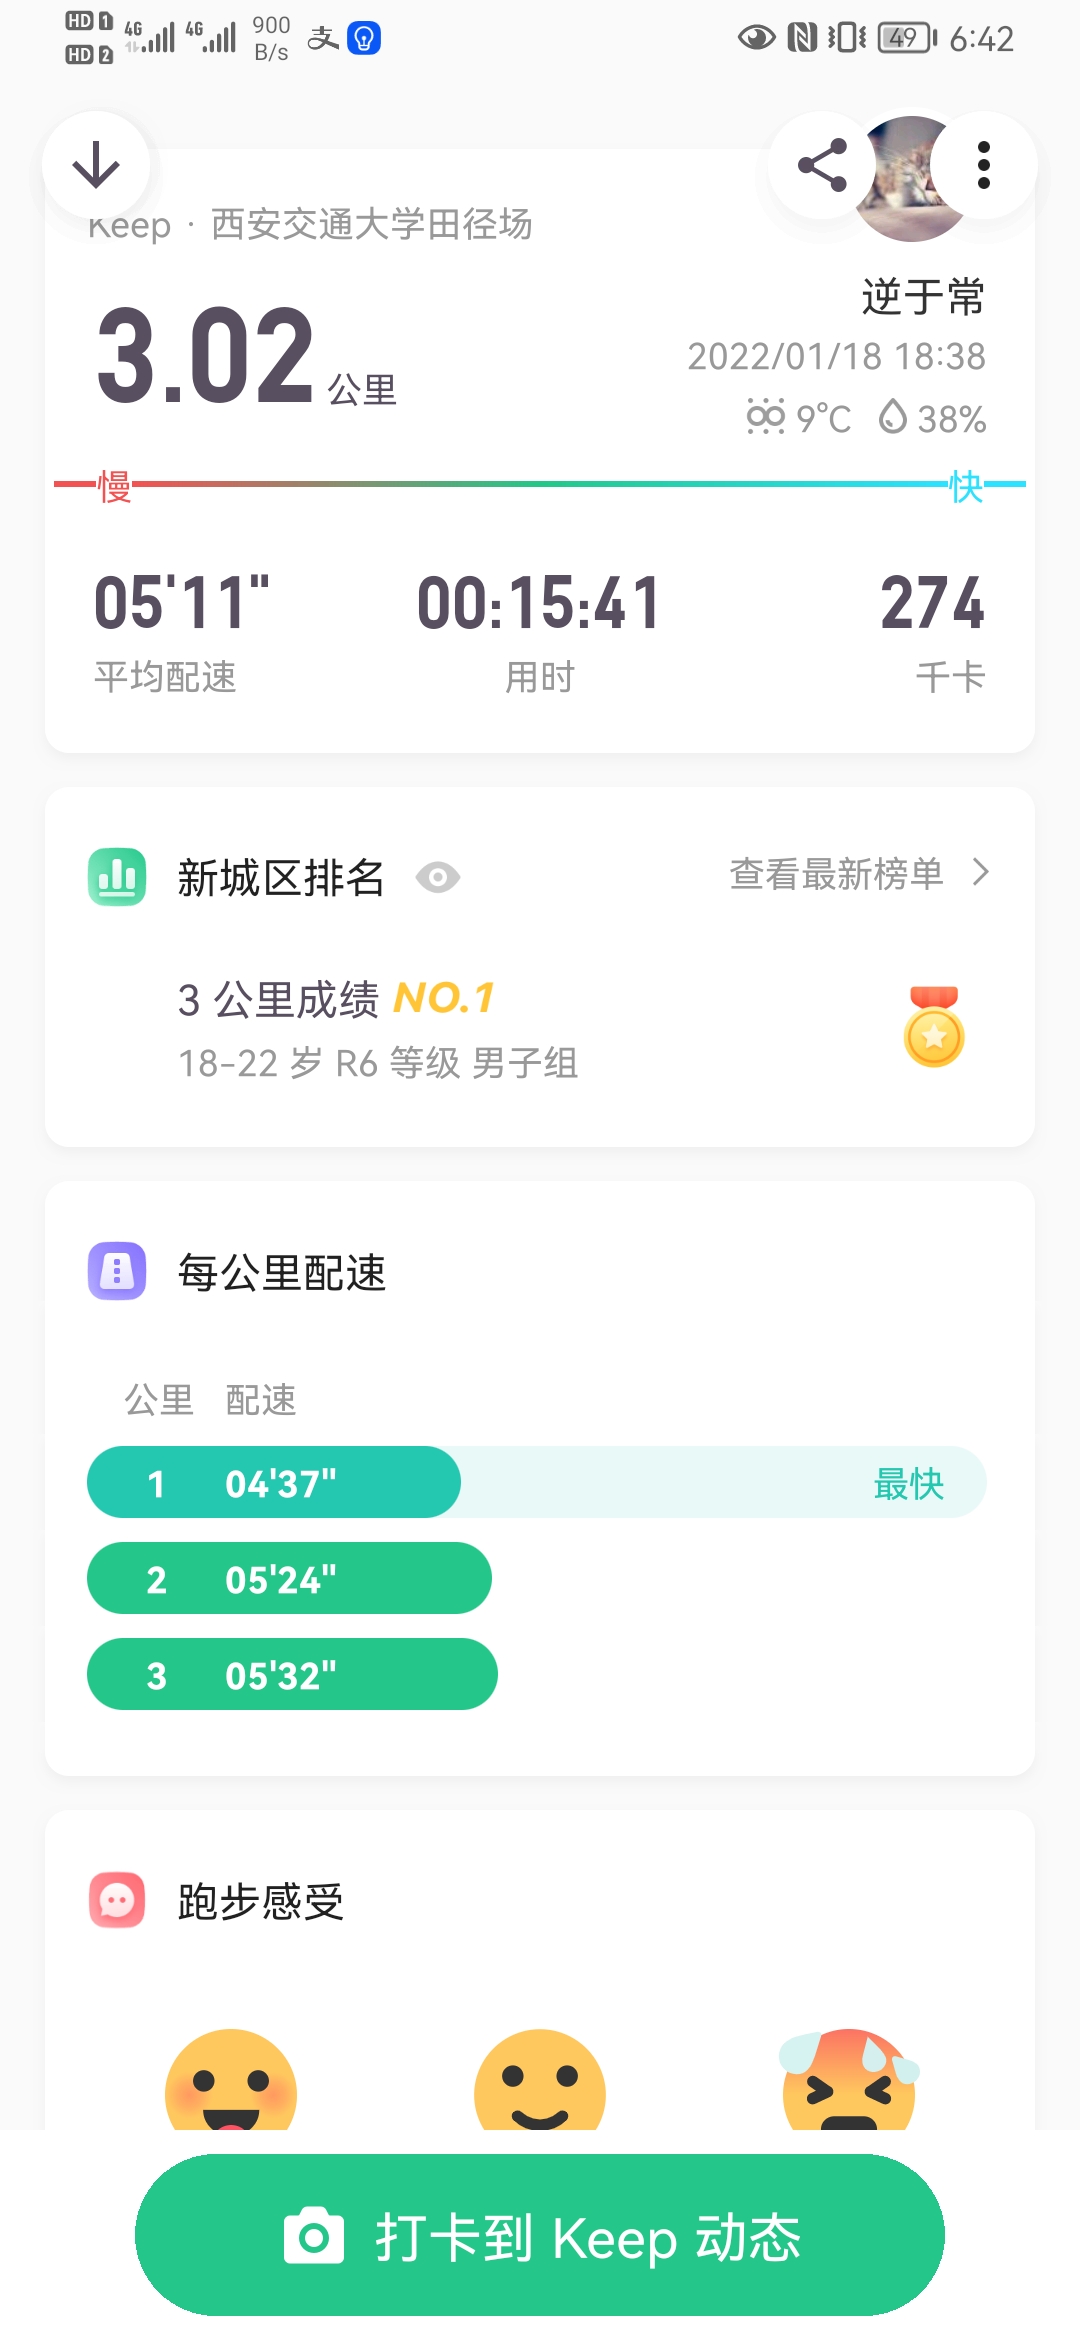 HD 1 4G 4G 900 B/s 支 49 6:42
HD 2
Keep · 西安交通大学田径场
逆于常
3.02 公里
2022/01/18 18:38
9℃ 38%
慢 快
05'11" 00:15:41 274
平均配速 用时 千卡
新城区排名 查看最新榜单
3 公里成绩 NO.1
18-22 岁 R6 等级 男子组
每公里配速
公里 配速
1 04'37" 最快
2 05'24"
3 05'32"
跑步感受
打卡到 Keep 动态